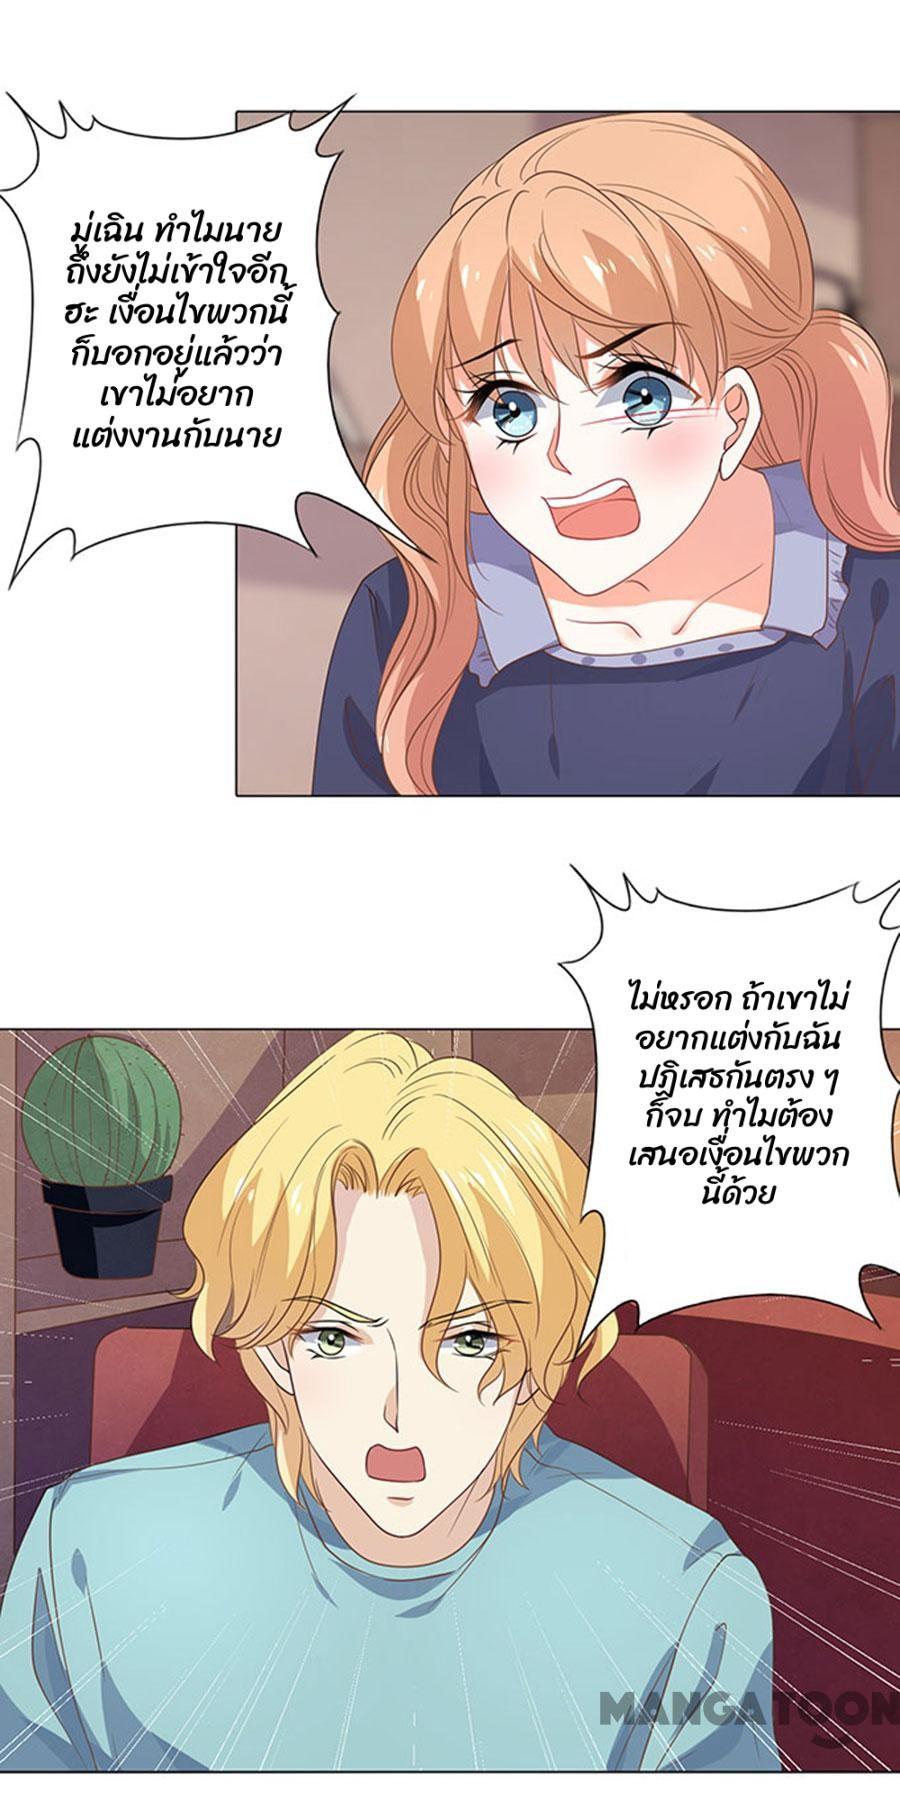 มู่เฉิน ทำไมนาย
ถึงยังไม่เข้าใจอีก
ฮะ เงื่อนไขพวกนี้
ก็บอกอยู่แล้วว่า
เขาไม่อยาก
แต่งงานกับนาย
ไม่หรอก ถ้าเขาไม่
อยากแต่งกับฉัน
ปฏิเสธกันตรง ๆ
ก็จบ ทำไมต้อง
เสนอเงื่อนไขพวก
นี้ด้วย
MANGATOON